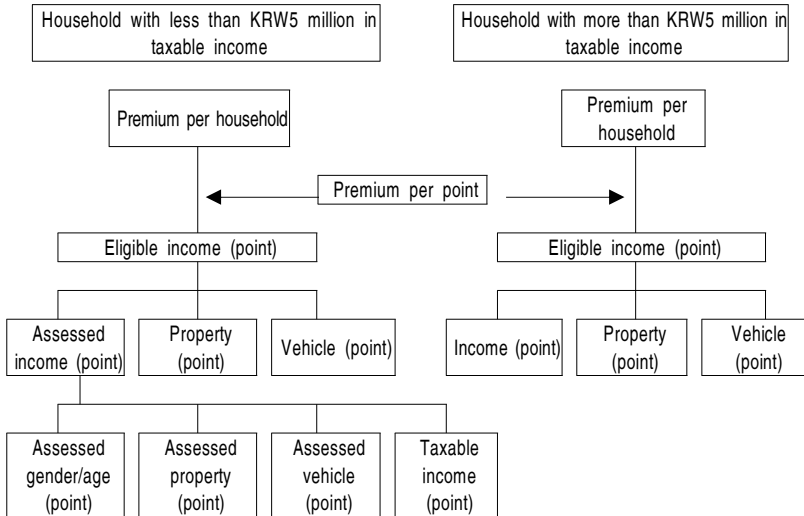 Household with less than KRW5 million in
taxable income
Household with more than KRW5 million in
taxable income
Premium per household
Premium per
household
Premium per point
Eligible income (point)
Eligible income (point)
Assessed
income (point)
Property
(point)
Vehicle (point)
Income (point)
Property
(point)
Vehicle
(point)
Assessed
gender/age
(point)
Assessed
property
(point)
Assessed
vehicle
(point)
Taxable
income
(point)